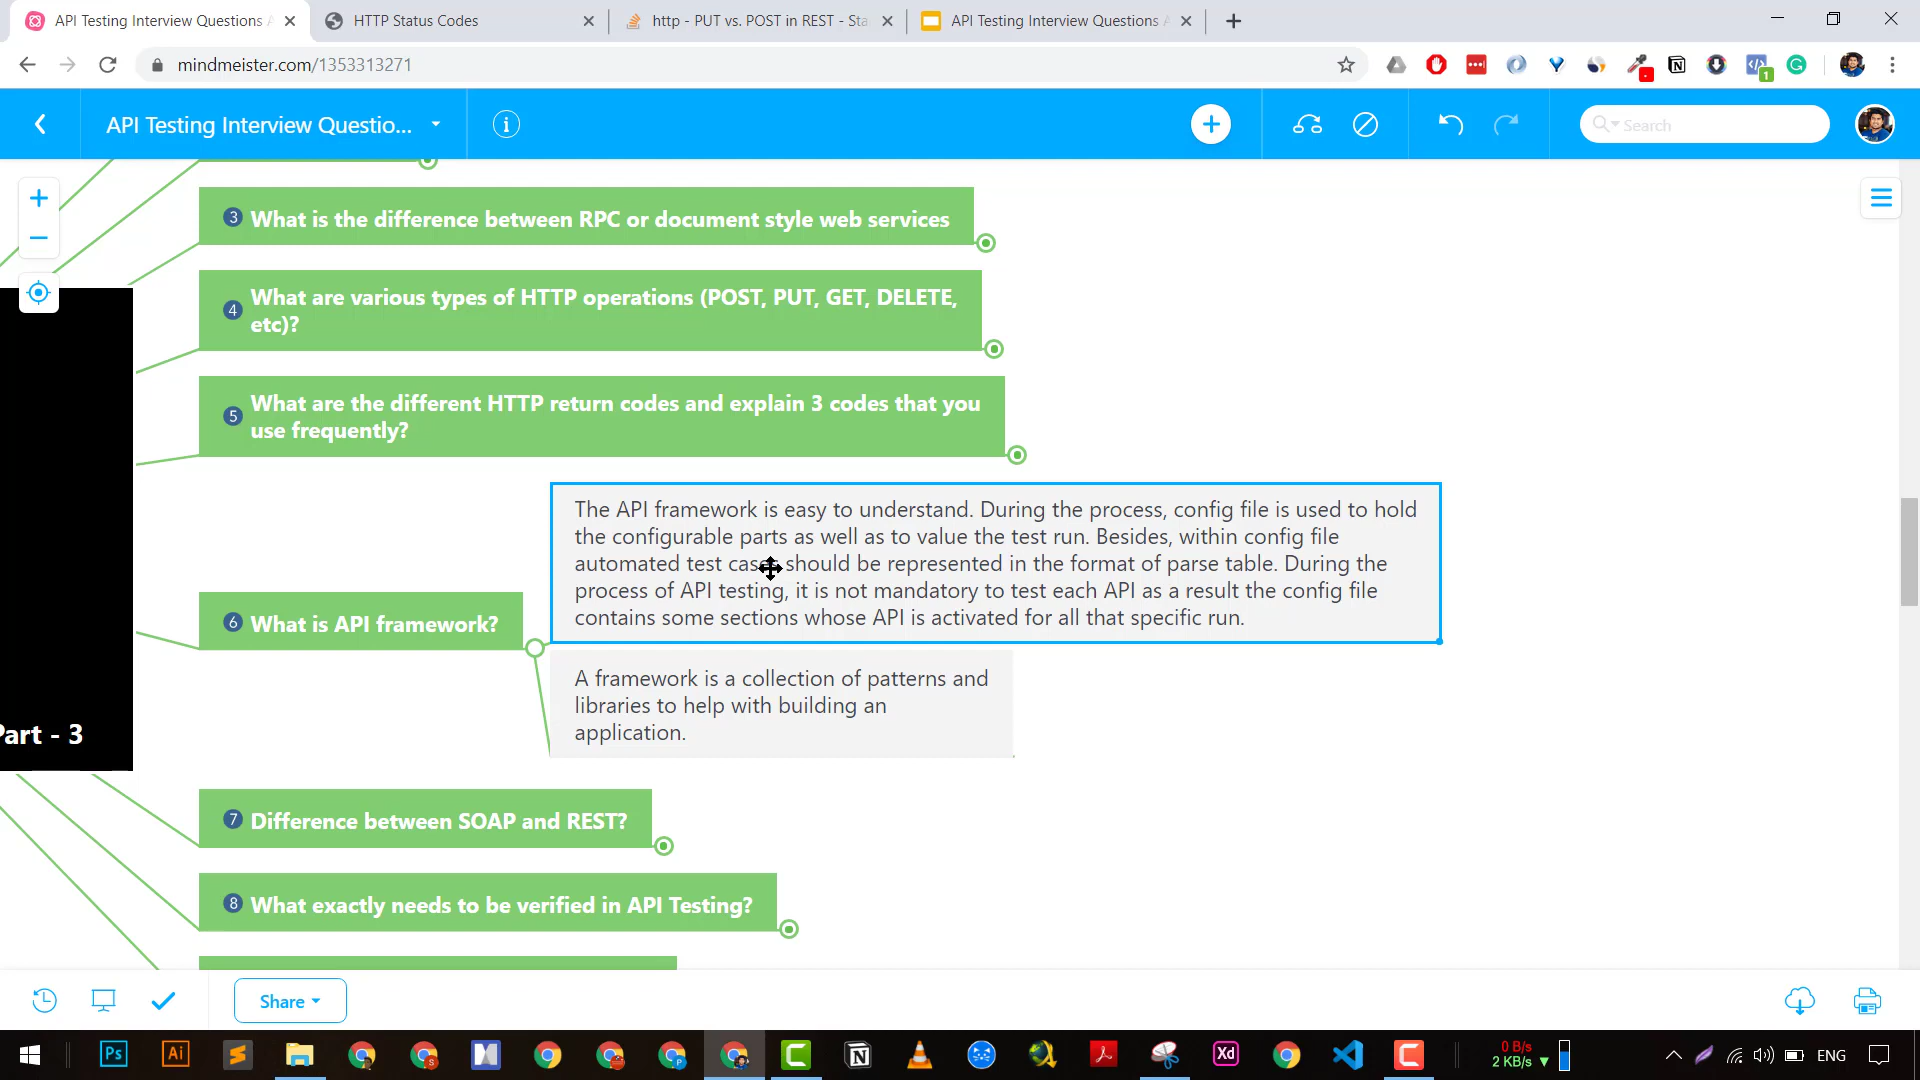 API Testing Interview Questions A
HTTP Status Codes
http - PUT vs. POST in REST - Sta
API Testing Interview Questions A
mindmeister.com/1353313271
1
API Testing Interview Questio...
Search
3 What is the difference between RPC or document style web services
4 What are various types of HTTP operations (POST, PUT, GET, DELETE,
etc)?
5 What are the different HTTP return codes and explain 3 codes that you
use frequently?
The API framework is easy to understand. During the process, config file is used to hold
the configurable parts as well as to value the test run. Besides, within config file
automated test cases should be represented in the format of parse table. During the
process of API testing, it is not mandatory to test each API as a result the config file
contains some sections whose API is activated for all that specific run.
6 What is API framework?
A framework is a collection of patterns and
libraries to help with building an
application.
Part - 3
7 Difference between SOAP and REST?
8 What exactly needs to be verified in API Testing?
Share
Ps
Ai
Xd
0 B/s
2 KB/s
ENG